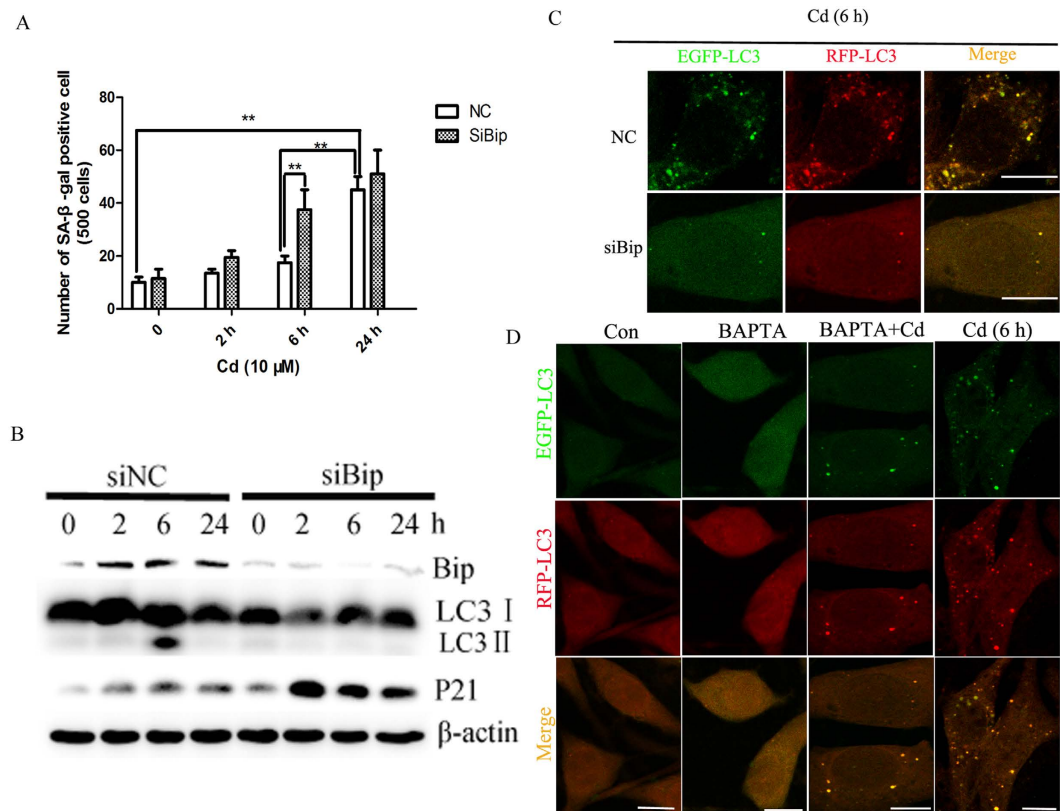 A
Number of SA-β -gal positive cell
(500 cells)
80
60
40
20
0
**
**
**
NC
SiBip
0
2 h
6 h
24 h
Cd (10 μM)
B
siNC
siBip
0 2 6 24 0 2 6 24 h
Bip
LC3 Ⅰ
LC3 Ⅱ
P21
β-actin
C
Cd (6 h)
EGFP-LC3 RFP-LC3 Merge
NC
siBip
D
Con BAPTA BAPTA+Cd Cd (6 h)
EGFP-LC3
RFP-LC3
Merge